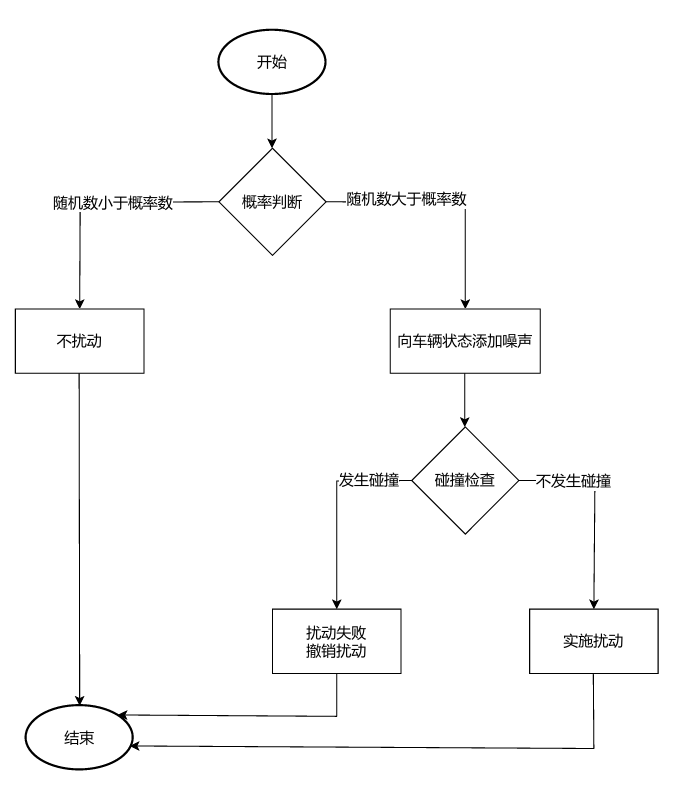 开始
概率判断
随机数小于概率数
随机数大于概率数
不扰动
向车辆状态添加噪声
碰撞检查
发生碰撞
不发生碰撞
扰动失败
撤销扰动
实施扰动
结束